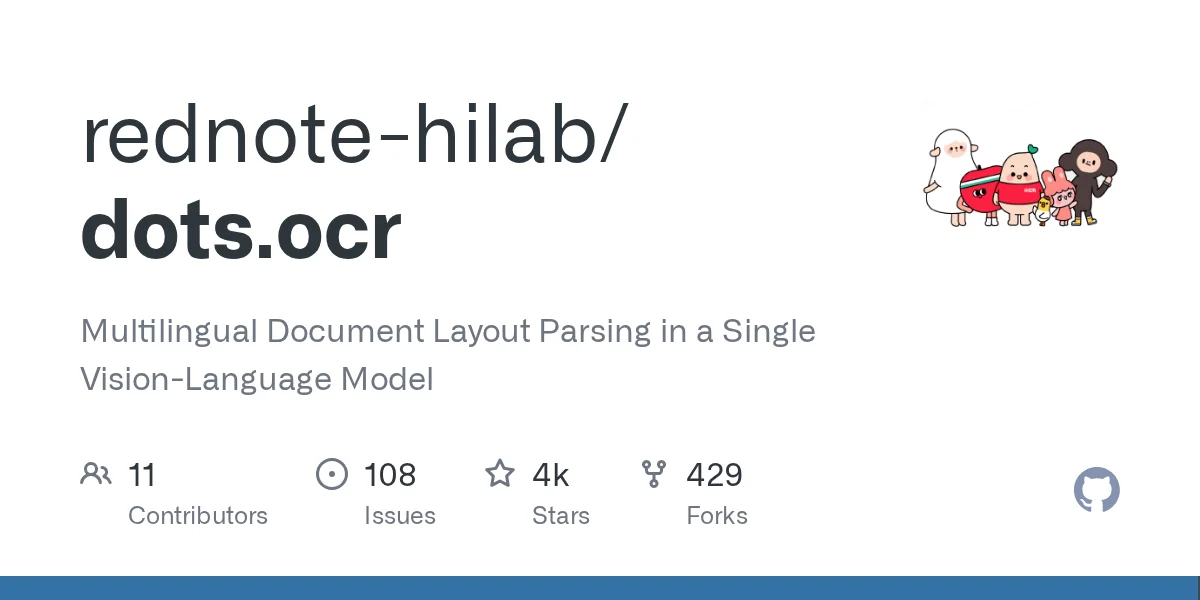 rednote-hilab/
dots.ocr
Multilingual Document Layout Parsing in a Single
Vision-Language Model
11
Contributors
108
Issues
4k
Stars
429
Forks